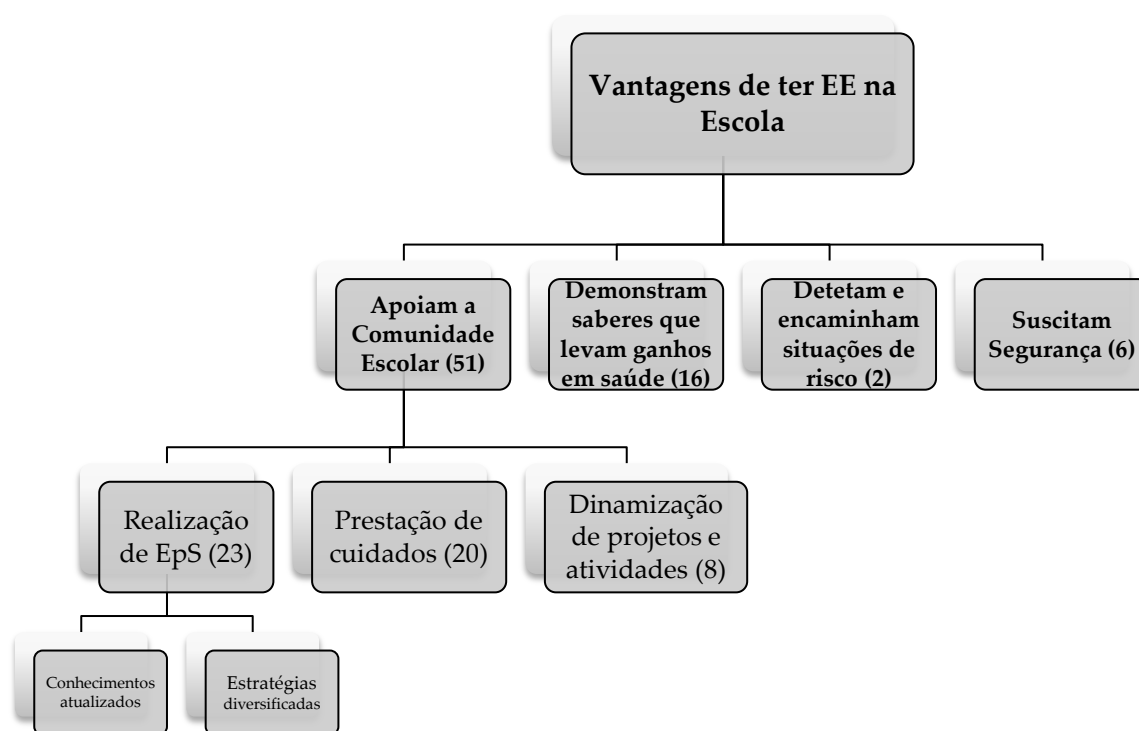 Vantagens de ter EE na
Escola
Apoiam a
Comunidade
Escolar (51)
Demonstram
saberes que
levam ganhos
em saúde (16)
Detetam e
encaminham
situações de
risco (2)
Suscitam
Segurança (6)
Realização
de EpS (23)
Prestação de
cuidados (20)
Dinamização
de projetos e
atividades (8)
Conhecimentos
atualizados
Estratégias
diversificadas